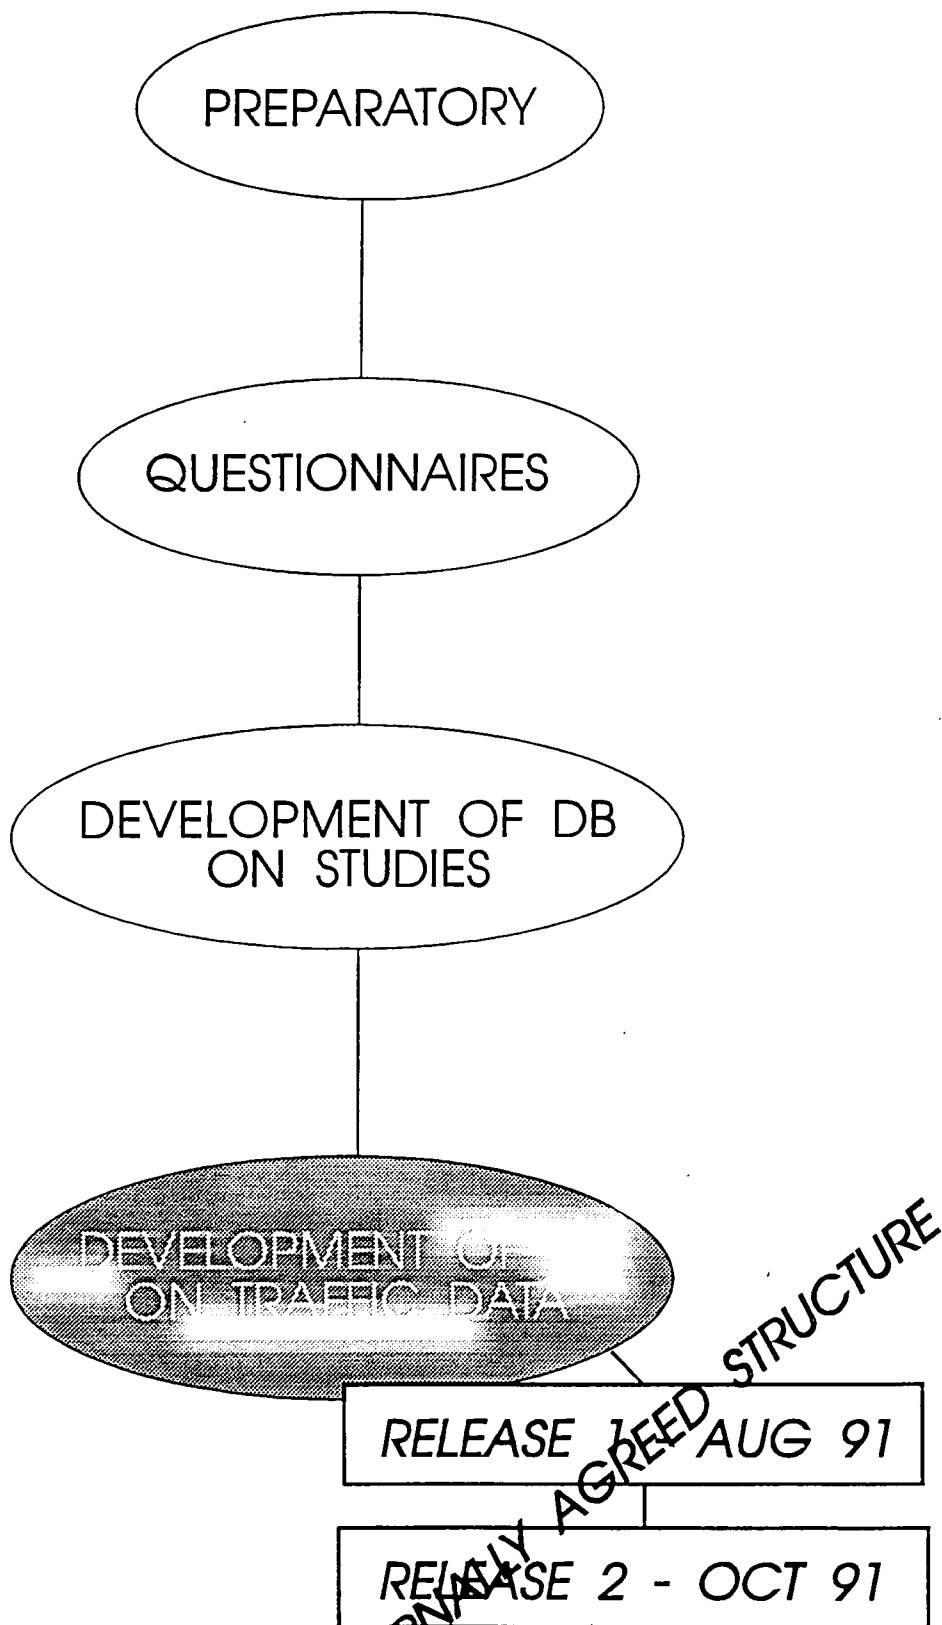 PREPARATORY
QUESTIONNAIRES
DEVELOPMENT OF DB
ON STUDIES
DEVELOPMENT OF
ON TRAFFIC DATA
RELEASE 1 - AUG 91
RELEASE 2 - OCT 91
AGREED STRUCTURE